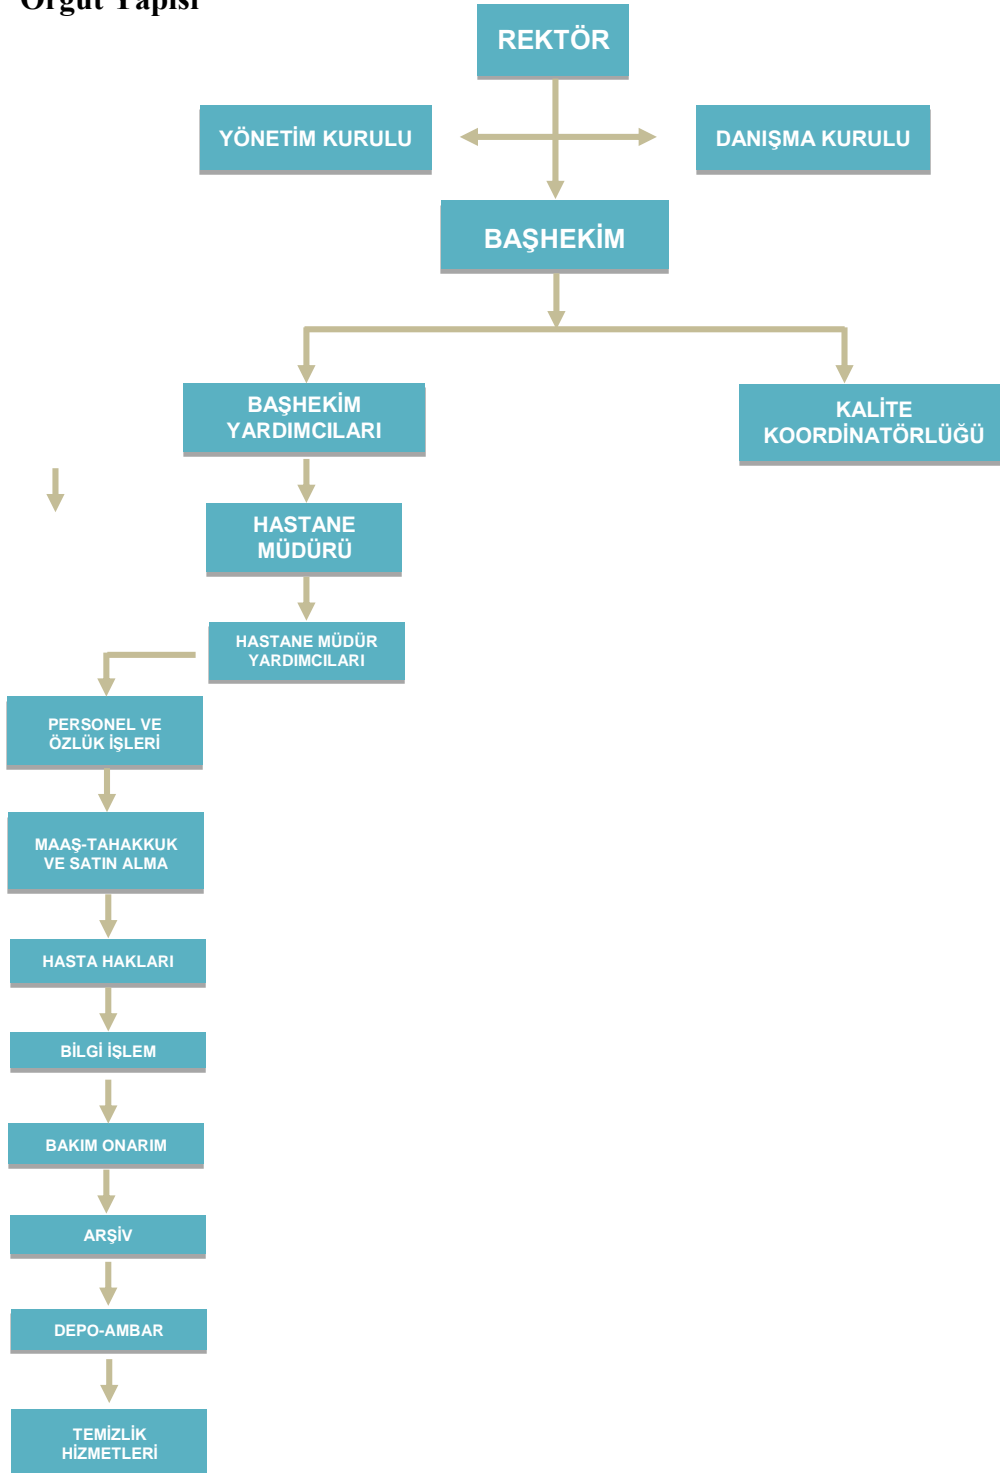 Örgüt Yapısı
REKTÖR
YÖNETİM KURULU
DANIŞMA KURULU
BAŞHEKİM
BAŞHEKİM
YARDIMCILARI
KALİTE
KOORDİNATÖRLÜĞÜ
HASTANE
MÜDÜRÜ
HASTANE MÜDÜR
YARDIMCILARI
PERSONEL VE
ÖZLÜK İŞLERİ
MAAŞ-TAHAKKUK
VE SATIN ALMA
HASTA HAKLARI
BİLGİ İŞLEM
BAKIM ONARIM
ARŞİV
DEPO-AMBAR
TEMİZLİK
HİZMETLERİ